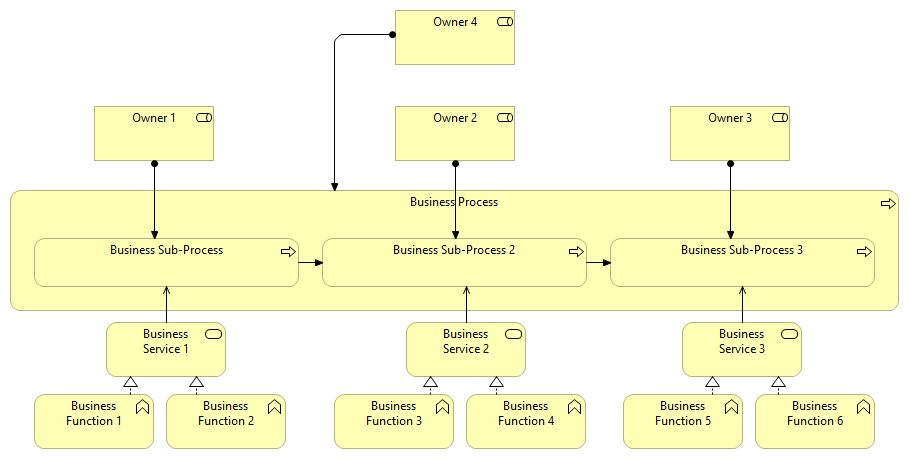 Owner 4
Owner 1
Owner 2
Owner 3
Business Process
Business Sub-Process
Business Sub-Process 2
Business Sub-Process 3
Business
Service 1
Business
Service 2
Business
Service 3
Business
Function 1
Business
Function 2
Business
Function 3
Business
Function 4
Business
Function 5
Business
Function 6